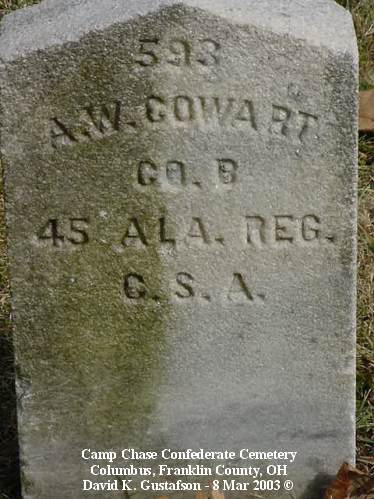 593
A.W. COWART
CO. B
45 ALA. REG.
C. S. A.
Camp Chase Confederate Cemetery
Columbus, Franklin County, OH
David K. Gustafson - 8 Mar 2003 ©